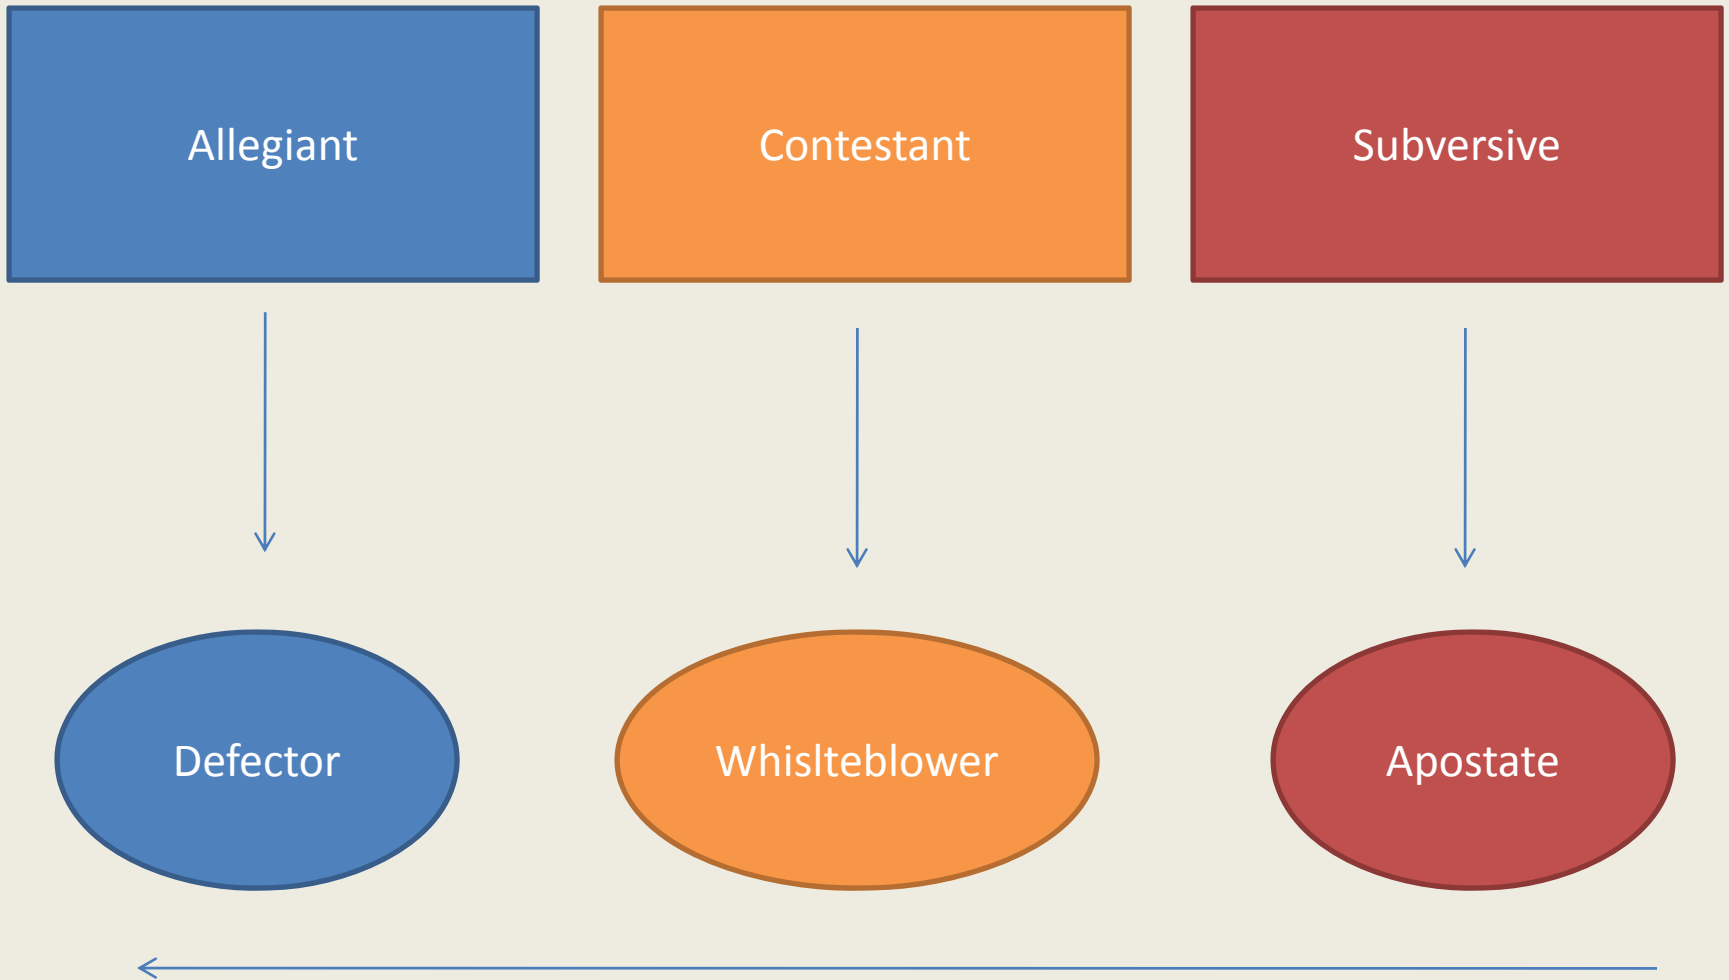 Allegiant
Contestant
Subversive
Defector
Whislteblower
Apostate